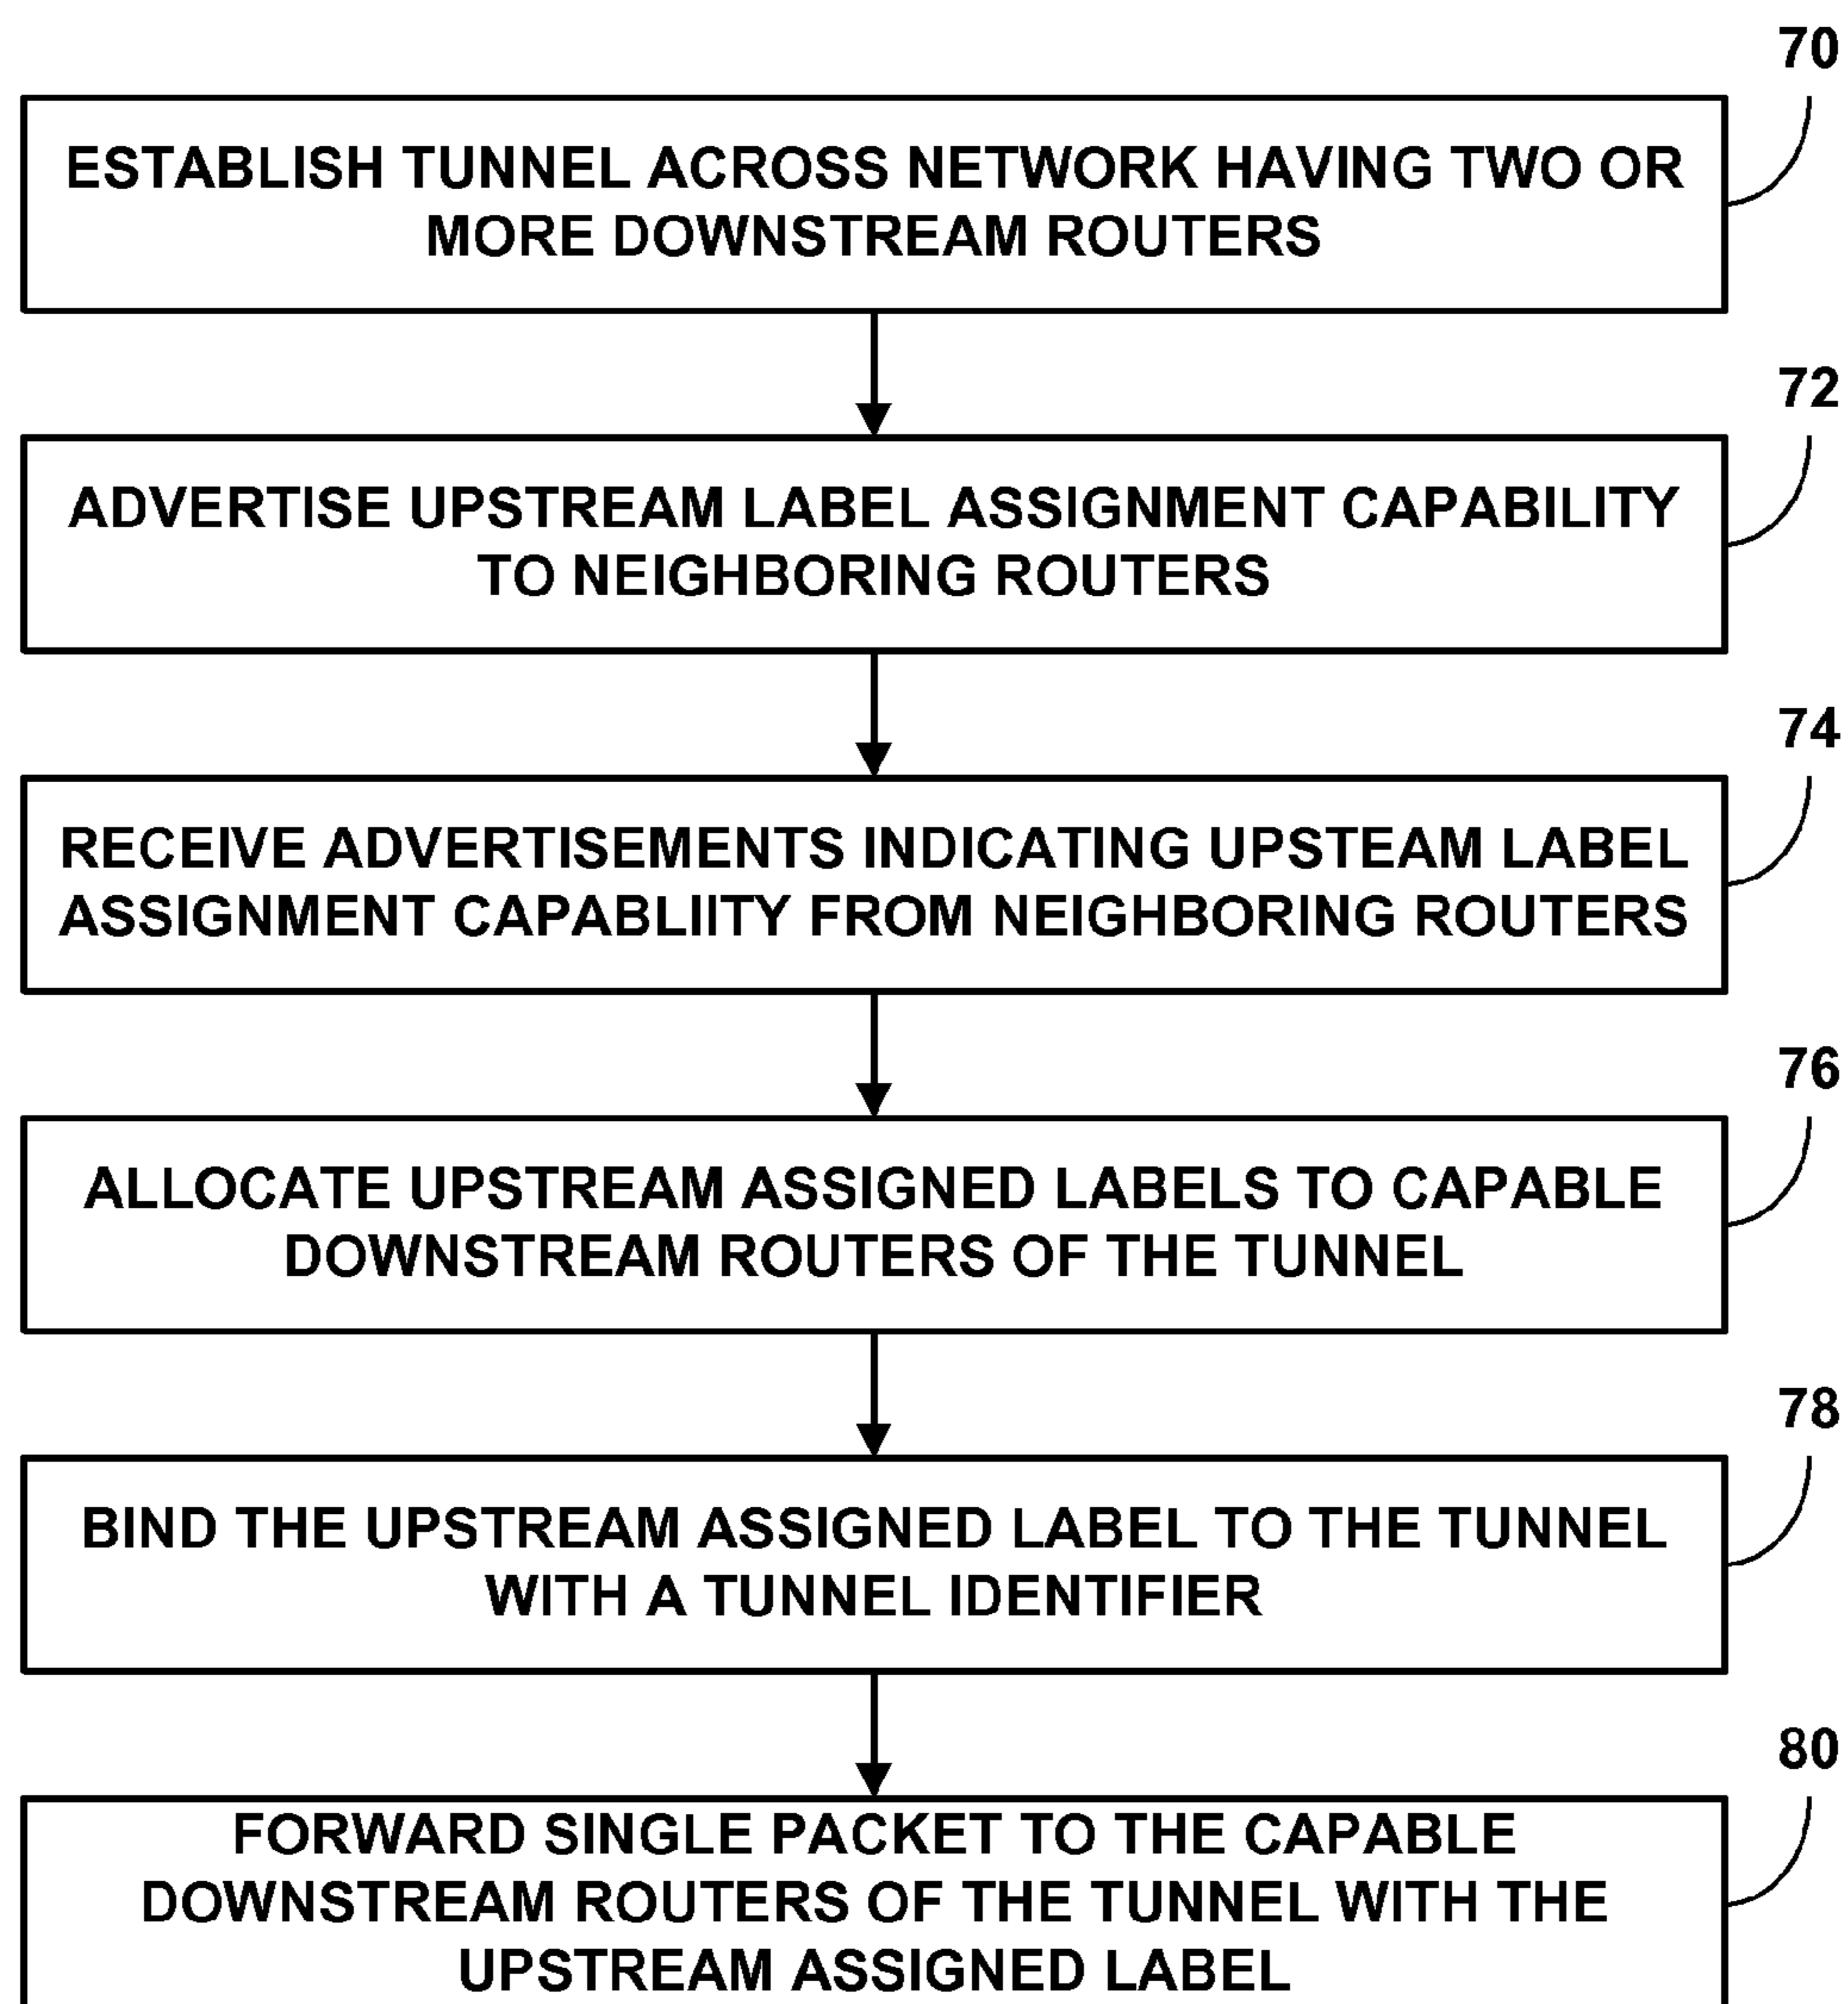 70
ESTABLISH TUNNEL ACROSS NETWORK HAVING TWO OR
MORE DOWNSTREAM ROUTERS
72
ADVERTISE UPSTREAM LABEL ASSIGNMENT CAPABILITY
TO NEIGHBORING ROUTERS
74
RECEIVE ADVERTISEMENTS INDICATING UPSTEAM LABEL
ASSIGNMENT CAPABLIITY FROM NEIGHBORING ROUTERS
76
ALLOCATE UPSTREAM ASSIGNED LABELS TO CAPABLE
DOWNSTREAM ROUTERS OF THE TUNNEL
78
BIND THE UPSTREAM ASSIGNED LABEL TO THE TUNNEL
WITH A TUNNEL IDENTIFIER
80
FORWARD SINGLE PACKET TO THE CAPABLE
DOWNSTREAM ROUTERS OF THE TUNNEL WITH THE
UPSTREAM ASSIGNED LABEL